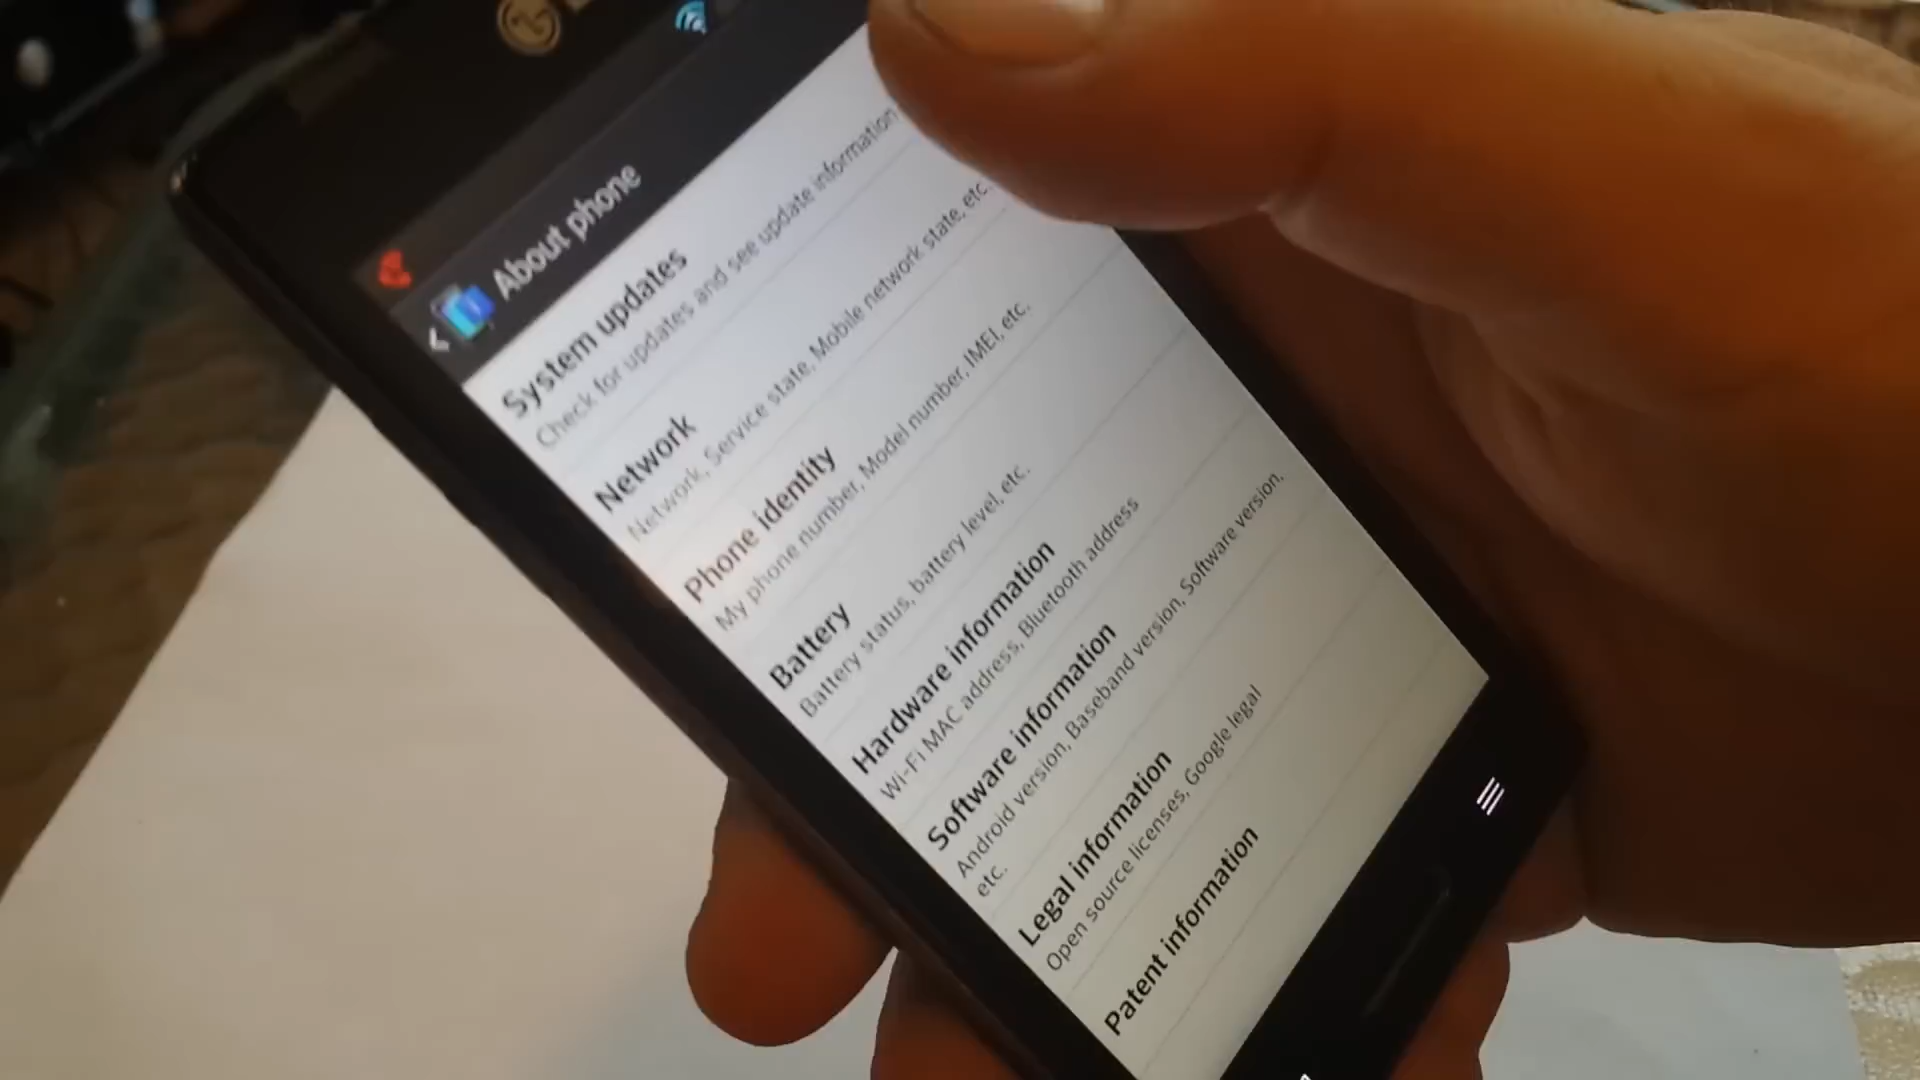 About phone
System updates
Check for updates and see update information
Network
Network, Service state, Mobile network state, etc.
Phone identity
My phone number, Model number, IMEI, etc.
Battery
Battery status, battery level, etc.
Hardware information
Wi-Fi MAC address, Bluetooth address
Software information
Android version, Baseband version, Software version,
etc.
Legal information
Open source licenses, Google legal
Patent information